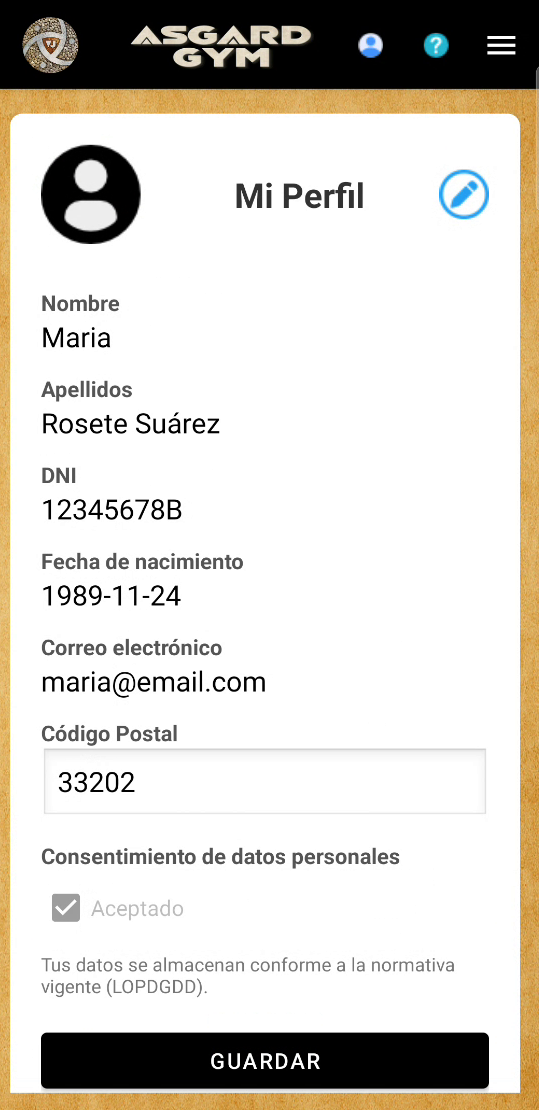 ASGARD
GYM
Mi Perfil
Nombre
Maria
Apellidos
Rosete Suárez
DNI
12345678B
Fecha de nacimiento
1989-11-24
Correo electrónico
maria@email.com
Código Postal
33202
Consentimiento de datos personales
Aceptado
Tus datos se almacenan conforme a la normativa
vigente (LOPDGDD).
GUARDAR